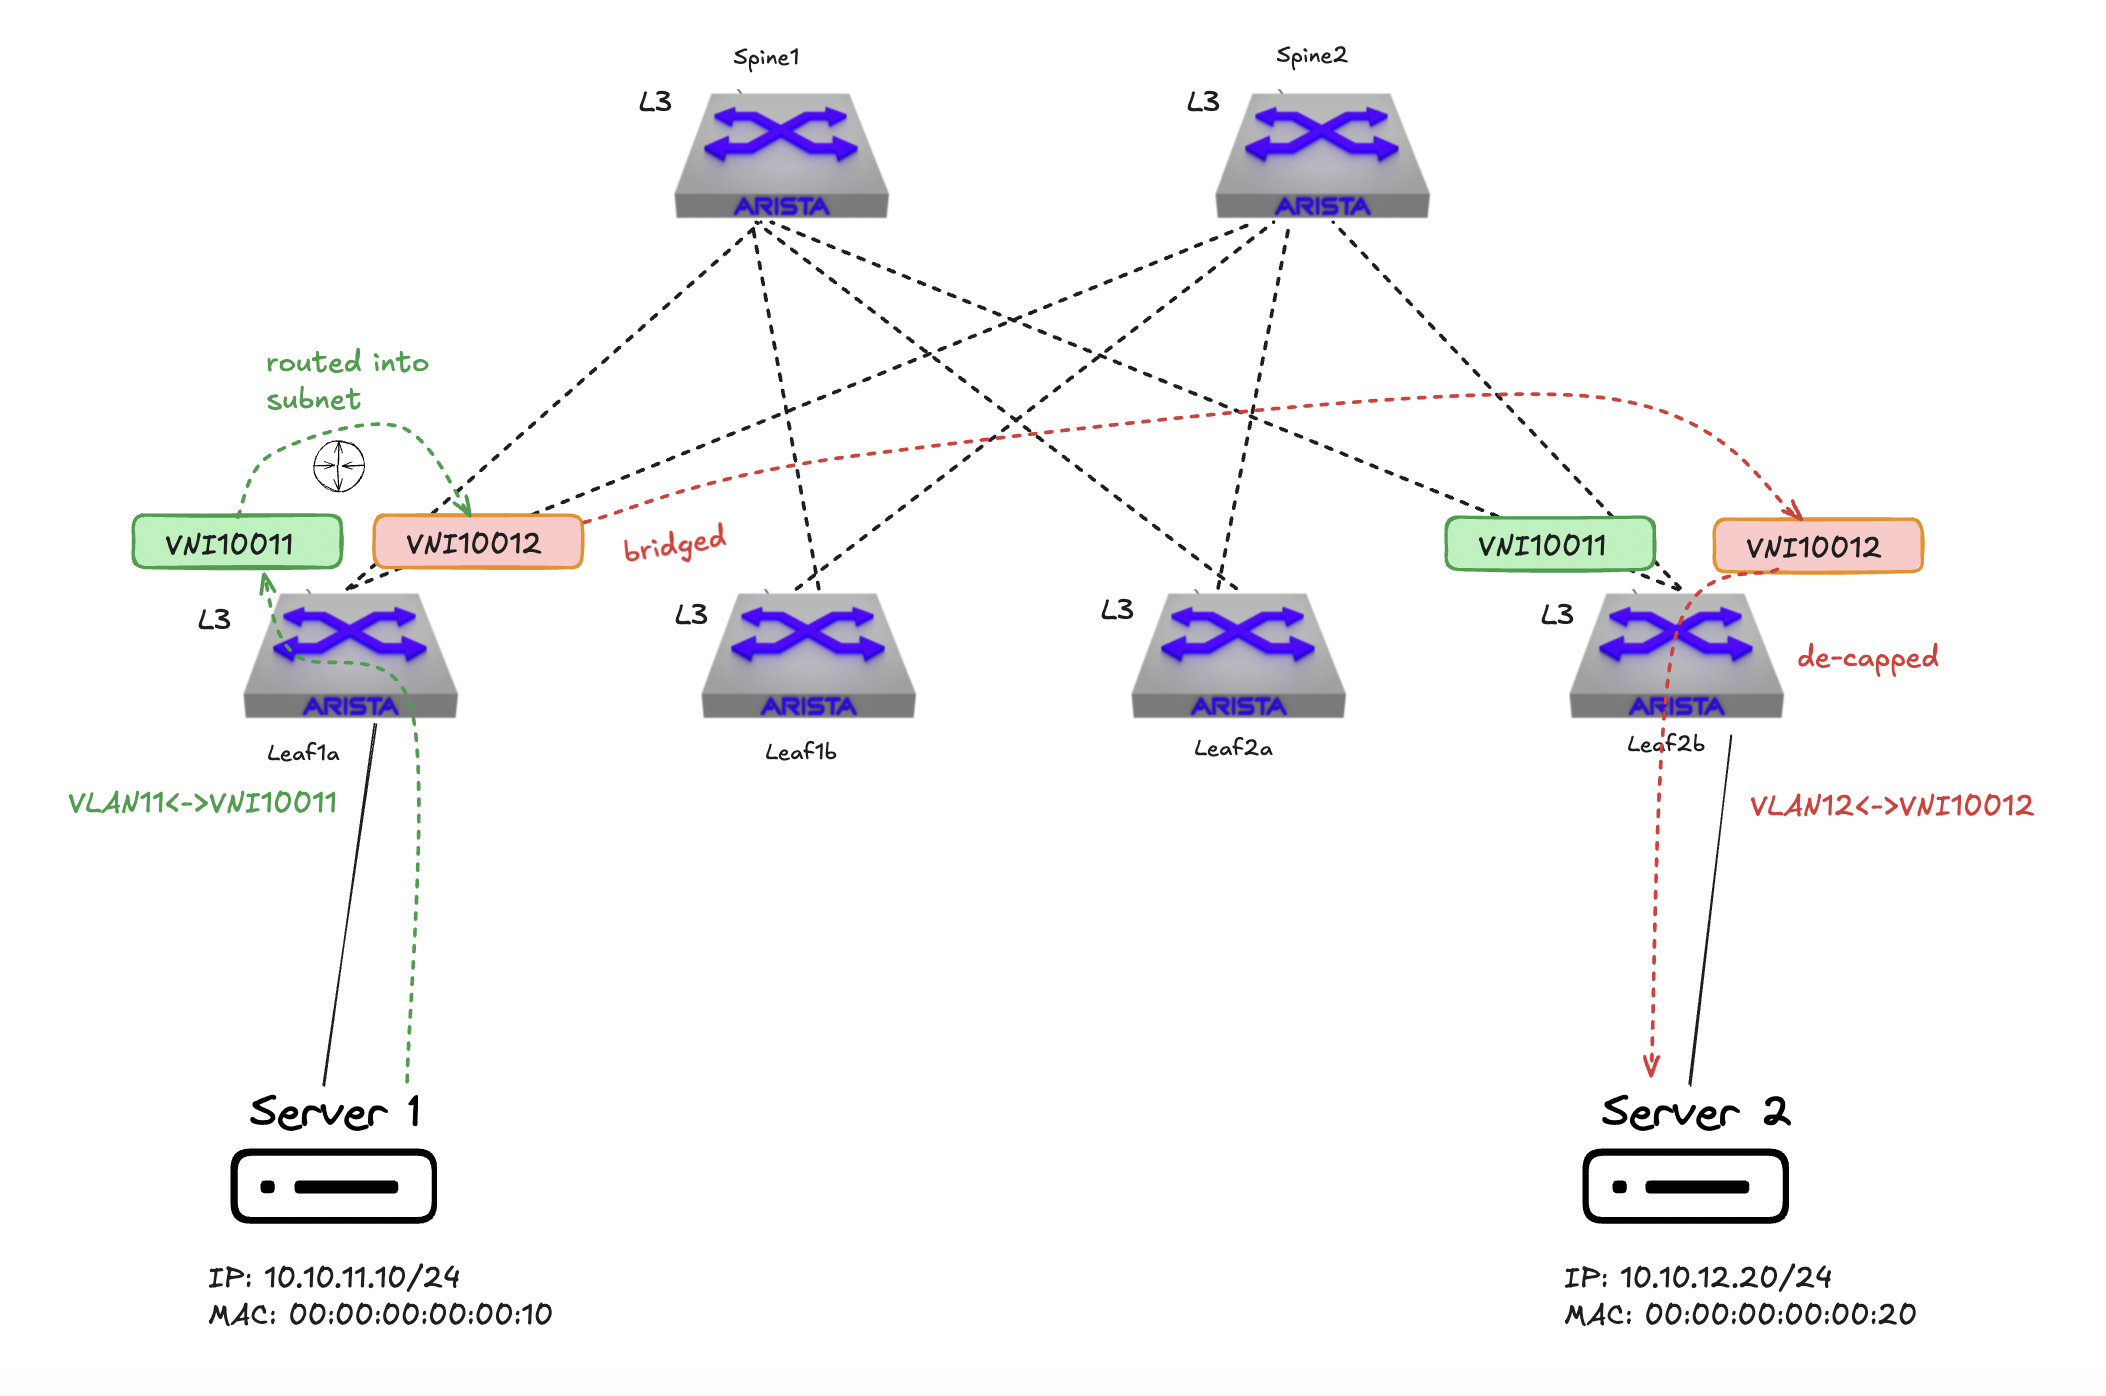 Spine1
Spine2
L3
L3
ARISTA
ARISTA
routed into
subnet
VNI10011
VNI10012
bridged
VNI10011
VNI10012
L3
L3
L3
L3
de-capped
ARISTA
ARISTA
ARISTA
ARISTA
Leaf1a
Leaf1b
Leaf2a
Leaf2b
VLAN11<->VNI10011
VLAN12<->VNI10012
Server 1
Server 2
IP: 10.10.11.10/24
MAC: 00:00:00:00:00:10
IP: 10.10.12.20/24
MAC: 00:00:00:00:00:20